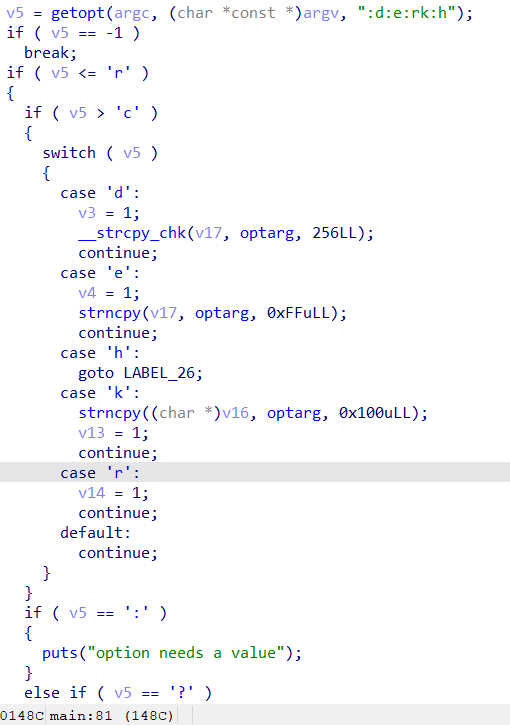 v5 = getopt(argc, (char *const *)argv, ":d:e:rk:h");
if ( v5 == -1 )
  break;
if ( v5 <= 'r' )
{
  if ( v5 > 'c' )
  {
    switch ( v5 )
    {
      case 'd':
        v3 = 1;
        __strcpy_chk(v17, optarg, 256LL);
        continue;
      case 'e':
        v4 = 1;
        strncpy(v17, optarg, 0xFFuLL);
        continue;
      case 'h':
        goto LABEL_26;
      case 'k':
        strncpy((char *)v16, optarg, 0x100uLL);
        v13 = 1;
        continue;
      case 'r':
        v14 = 1;
        continue;
      default:
        continue;
    }
  }
  if ( v5 == ':' )
  {
    puts("option needs a value");
  }
  else if ( v5 == '?' )
0148C main:81 (148C)